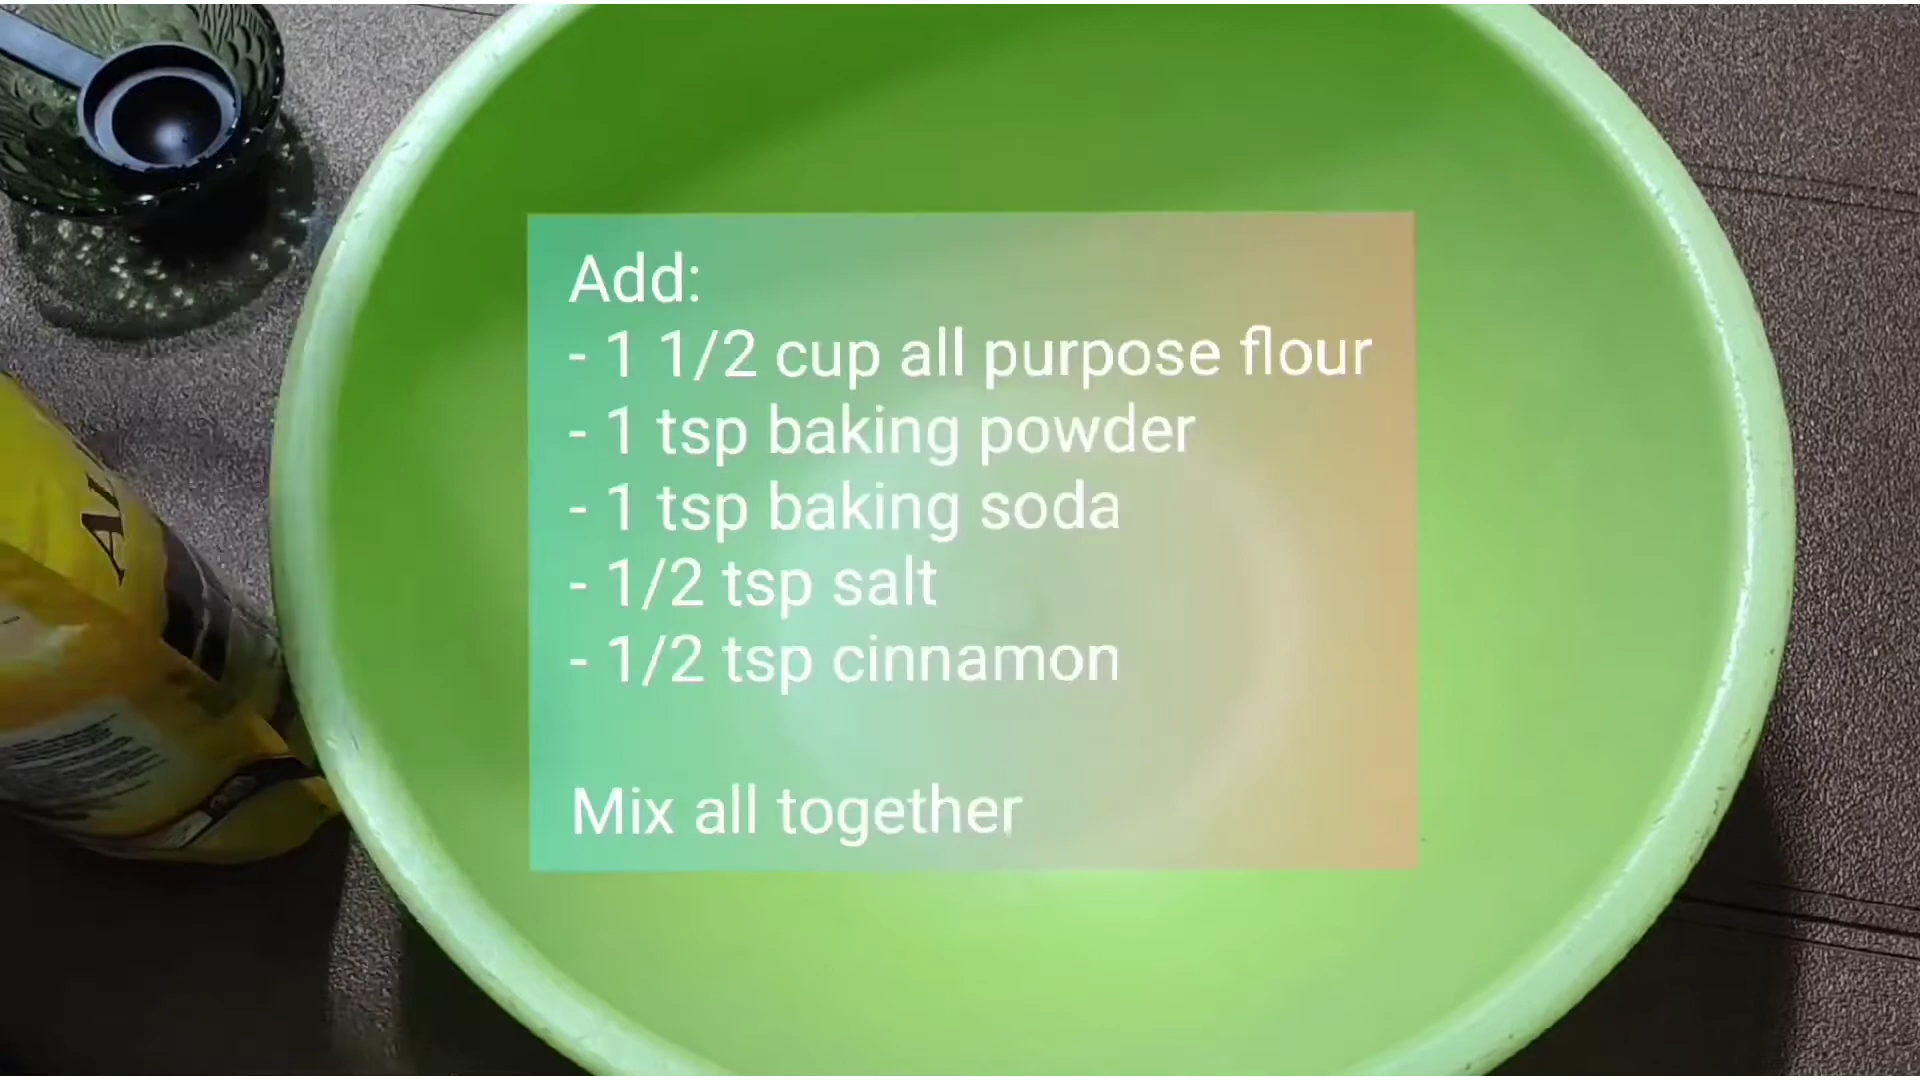 Add:
- 1 1/2 cup all purpose flour
- 1 tsp baking powder
- 1 tsp baking soda
- 1/2 tsp salt
- 1/2 tsp cinnamon
Mix all together